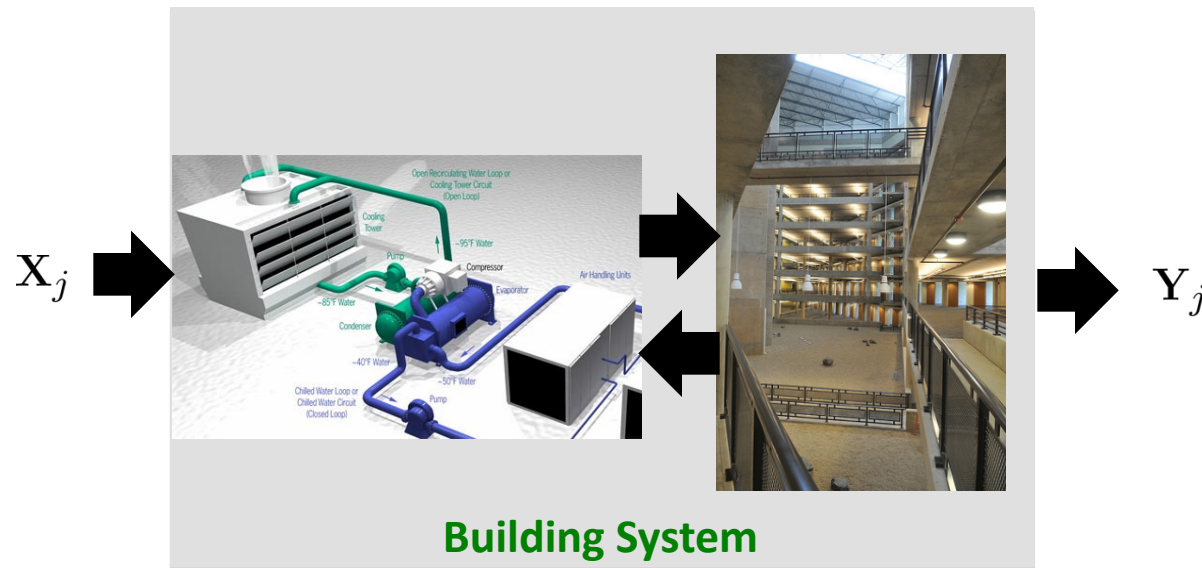 Open Recirculating Water Loop or
Cooling Tower Circuit
(Open Loop)
Cooling
Tower
~95°F Water
Pump
Compressor
Air Handling Units
X_j
~85°F Water
Evaporator
Y_j
Condenser
~40°F Water
~50°F Water
Chilled Water Loop or
Chilled Water Circuit
(Closed Loop)
Pump
Building System